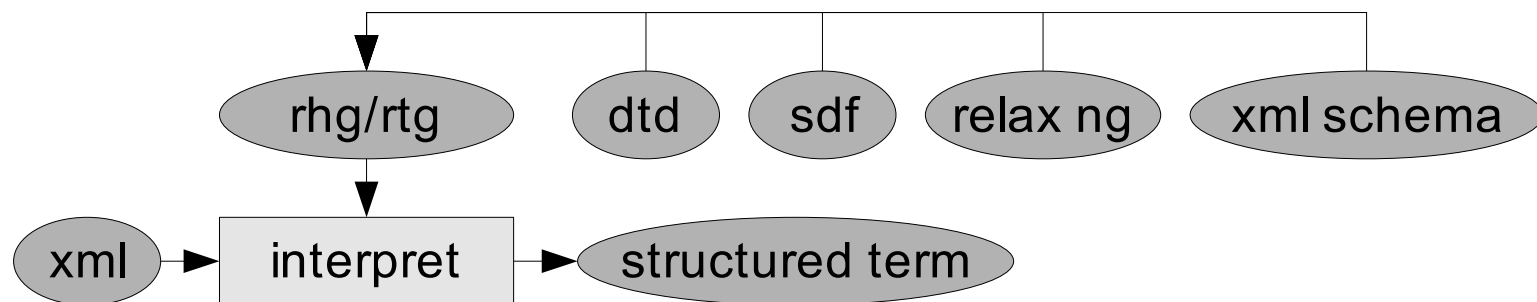 rhg/rtg
dtd
sdf
relax ng
xml schema
xml
interpret
structured term